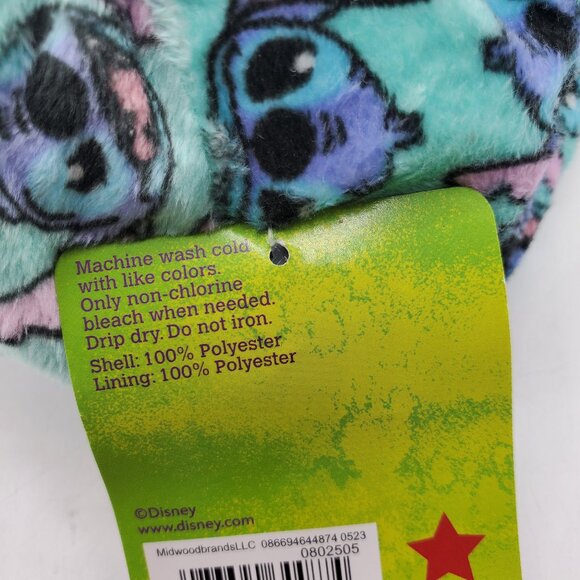 Machine wash cold
with like colors.
Only non-chlorine
bleach when needed.
Drip dry. Do not iron.
Shell: 100% Polyester
Lining: 100% Polyester
©Disney
www.disney.com
MidwoodbrandsLLC 086694644874 0523
0802505